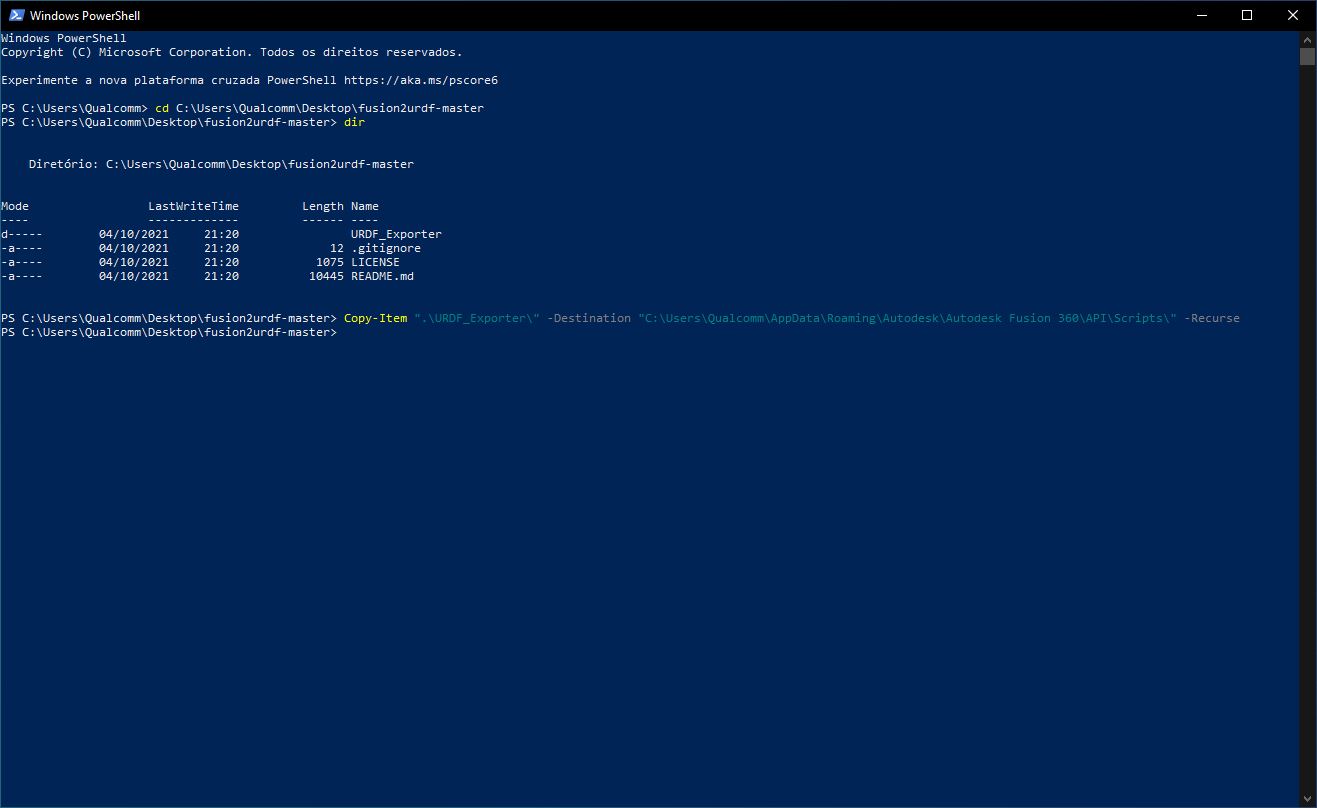 Windows PowerShell
Windows PowerShell
Copyright (C) Microsoft Corporation. Todos os direitos reservados.
Experimente a nova plataforma cruzada PowerShell https://aka.ms/pscore6
PS C:\Users\Qualcomm> cd C:\Users\Qualcomm\Desktop\fusion2urdf-master
PS C:\Users\Qualcomm\Desktop\fusion2urdf-master> dir
Diretório: C:\Users\Qualcomm\Desktop\fusion2urdf-master
Mode                 LastWriteTime         Length Name
----                 -------------         ------ ----
d-----        04/10/2021     21:20                URDF_Exporter
-a----        04/10/2021     21:20             12 .gitignore
-a----        04/10/2021     21:20           1075 LICENSE
-a----        04/10/2021     21:20          10445 README.md
PS C:\Users\Qualcomm\Desktop\fusion2urdf-master> Copy-Item ".\URDF_Exporter\" -Destination "C:\Users\Qualcomm\AppData\Roaming\Autodesk\Autodesk Fusion 360\API\Scripts\" -Recurse
PS C:\Users\Qualcomm\Desktop\fusion2urdf-master>